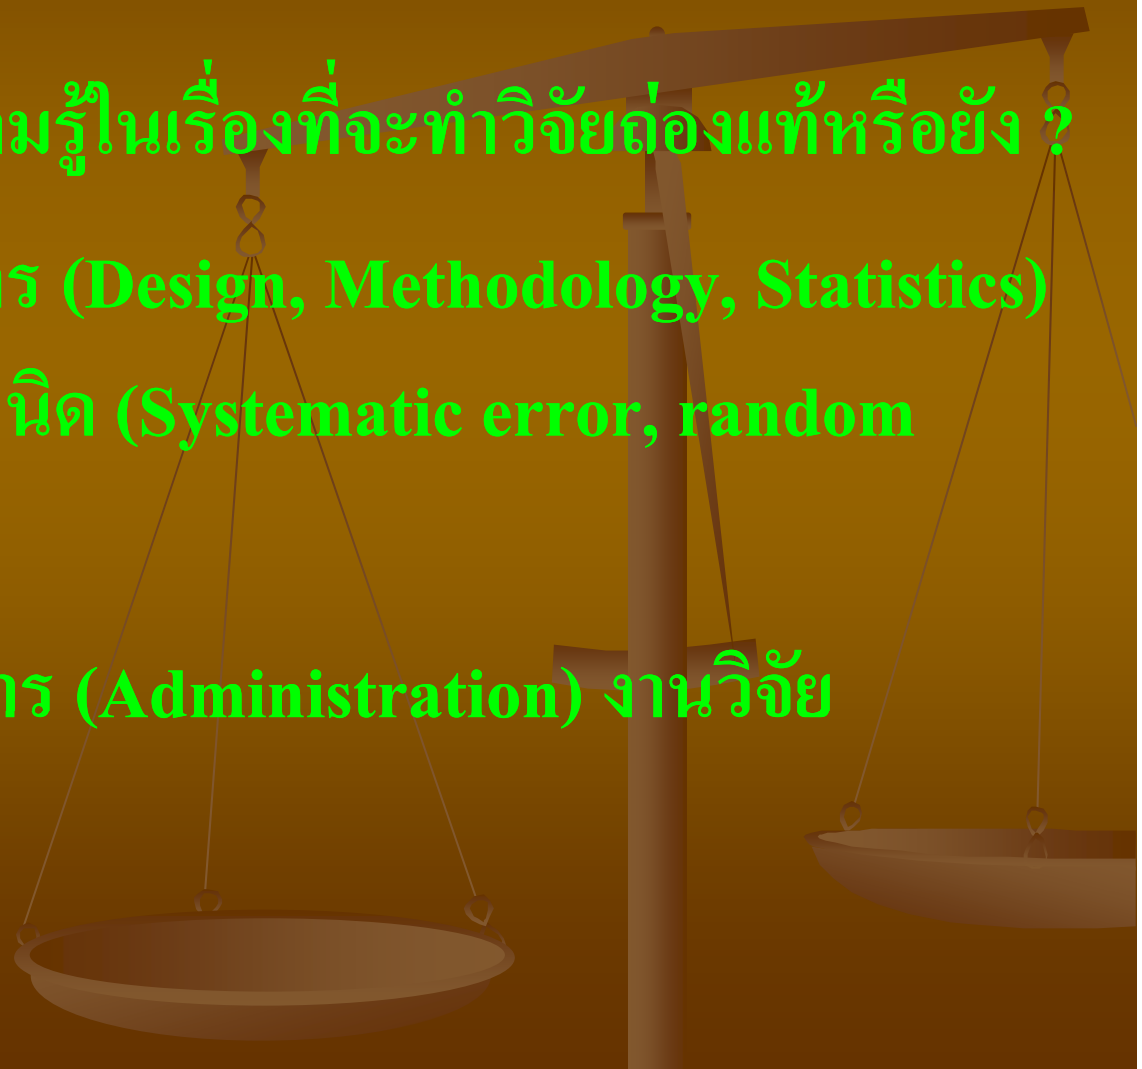 มรู้ในเรื่องที่จะทำวิจัยถ่องแท้หรือยัง ?
าร (Design, Methodology, Statistics)
นิด (Systematic error, random
าร (Administration) งานวิจัย